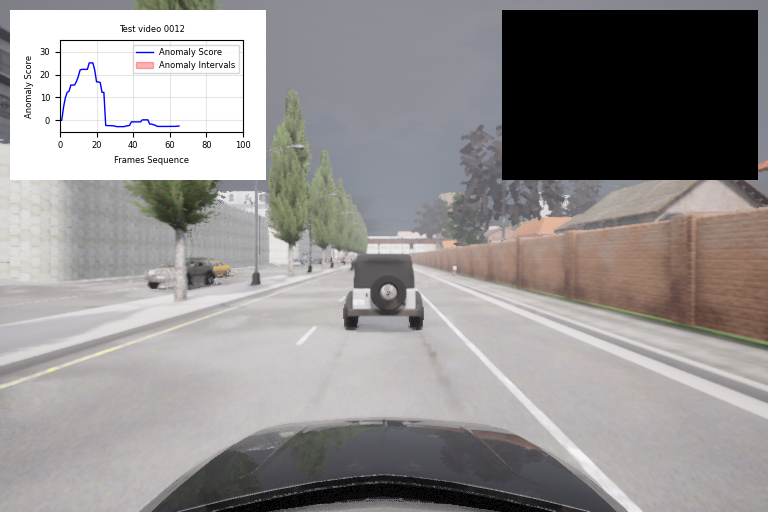 Test video 0012
Anomaly Score
Anomaly Intervals
Anomaly Score
30
20
10
0
0 20 40 60 80 100
Frames Sequence